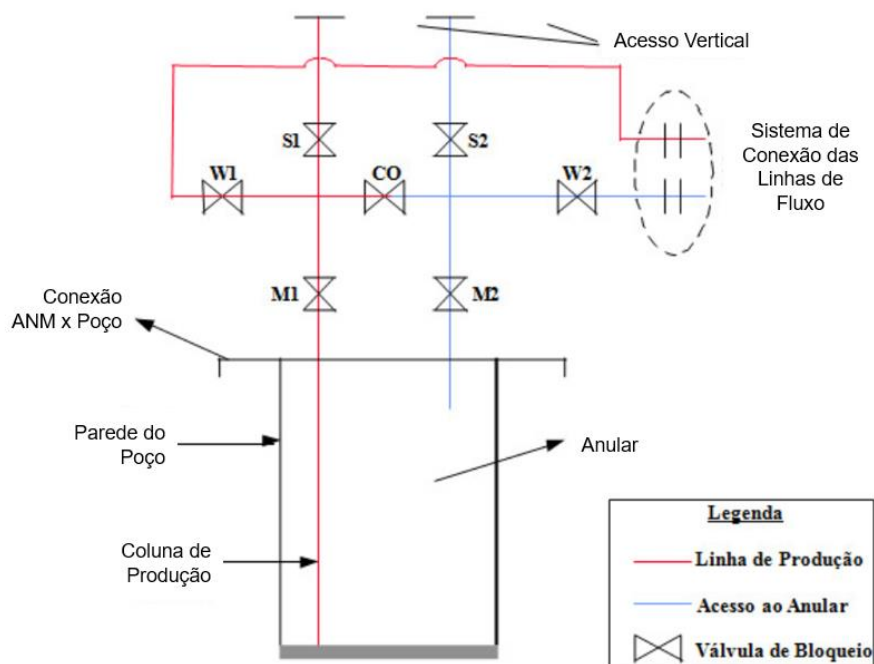 Acesso Vertical
S1
S2
Sistema de
Conexão das
Linhas de
Fluxo
W1
CO
W2
Conexão
ANM x Poço
M1
M2
Parede do
Poço
Anular
Coluna de
Produção
Legenda
Linha de Produção
Acesso ao Anular
Válvula de Bloqueio